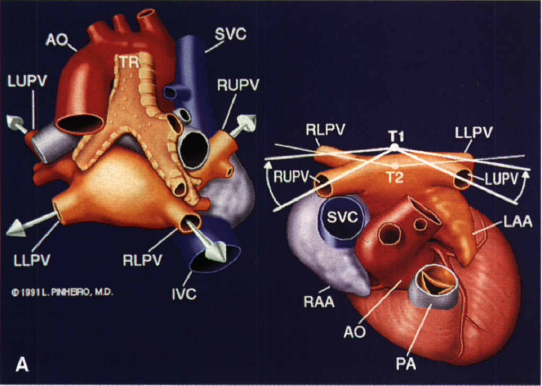 AO
SVC
TR
LUPV
RUPV
LLPV
RLPV
IVC
©1991 L. PINHEIRO, M.D.
A
RLPV
T1
LLPV
RUPV
T2
LUPV
SVC
LAA
RAA
AO
PA